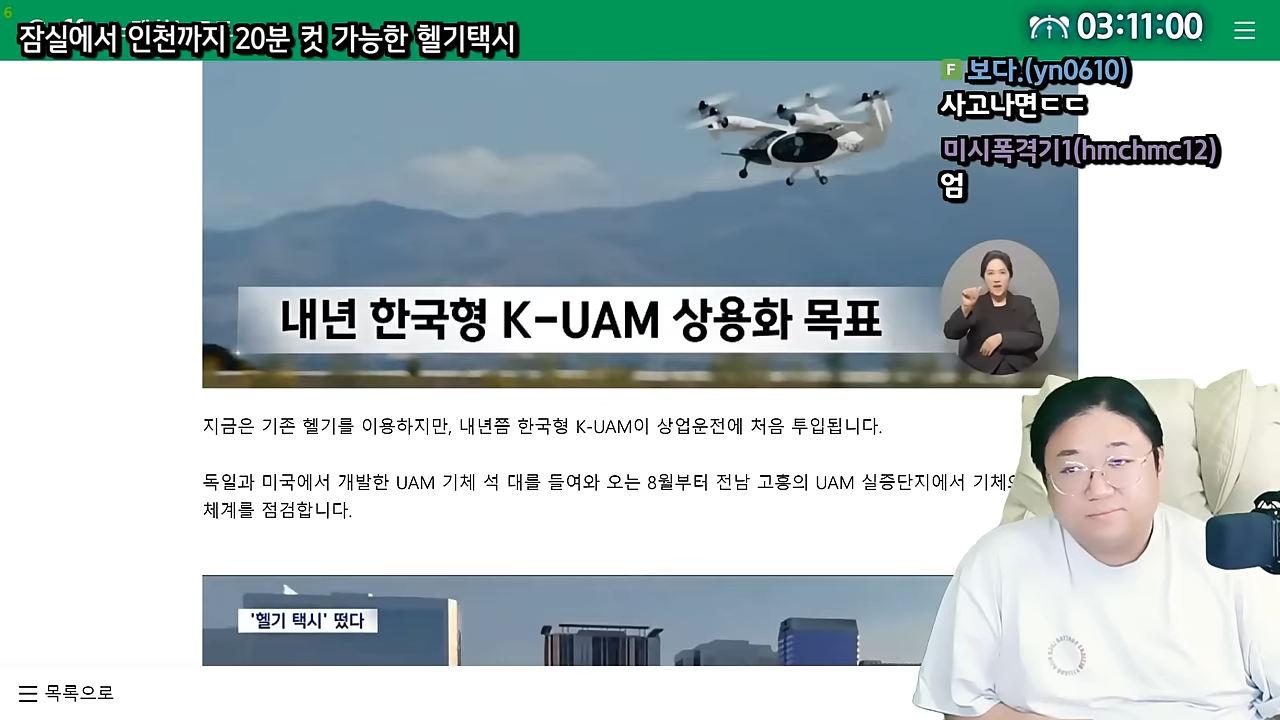 6
잠실에서 인천까지 20분 컷 가능한 헬기택시
03:11:00
F 보다.(yn0610)
사고나면ㄷㄷ
미시폭격기1(hmchmc12)
엄
내년 한국형 K-UAM 상용화 목표
지금은 기존 헬기를 이용하지만, 내년쯤 한국형 K-UAM이 상업운전에 처음 투입됩니다.
독일과 미국에서 개발한 UAM 기체 석 대를 들여와 오는 8월부터 전남 고흥의 UAM 실증단지에서
체계를 점검합니다.
'헬기 택시' 떴다
목록으로